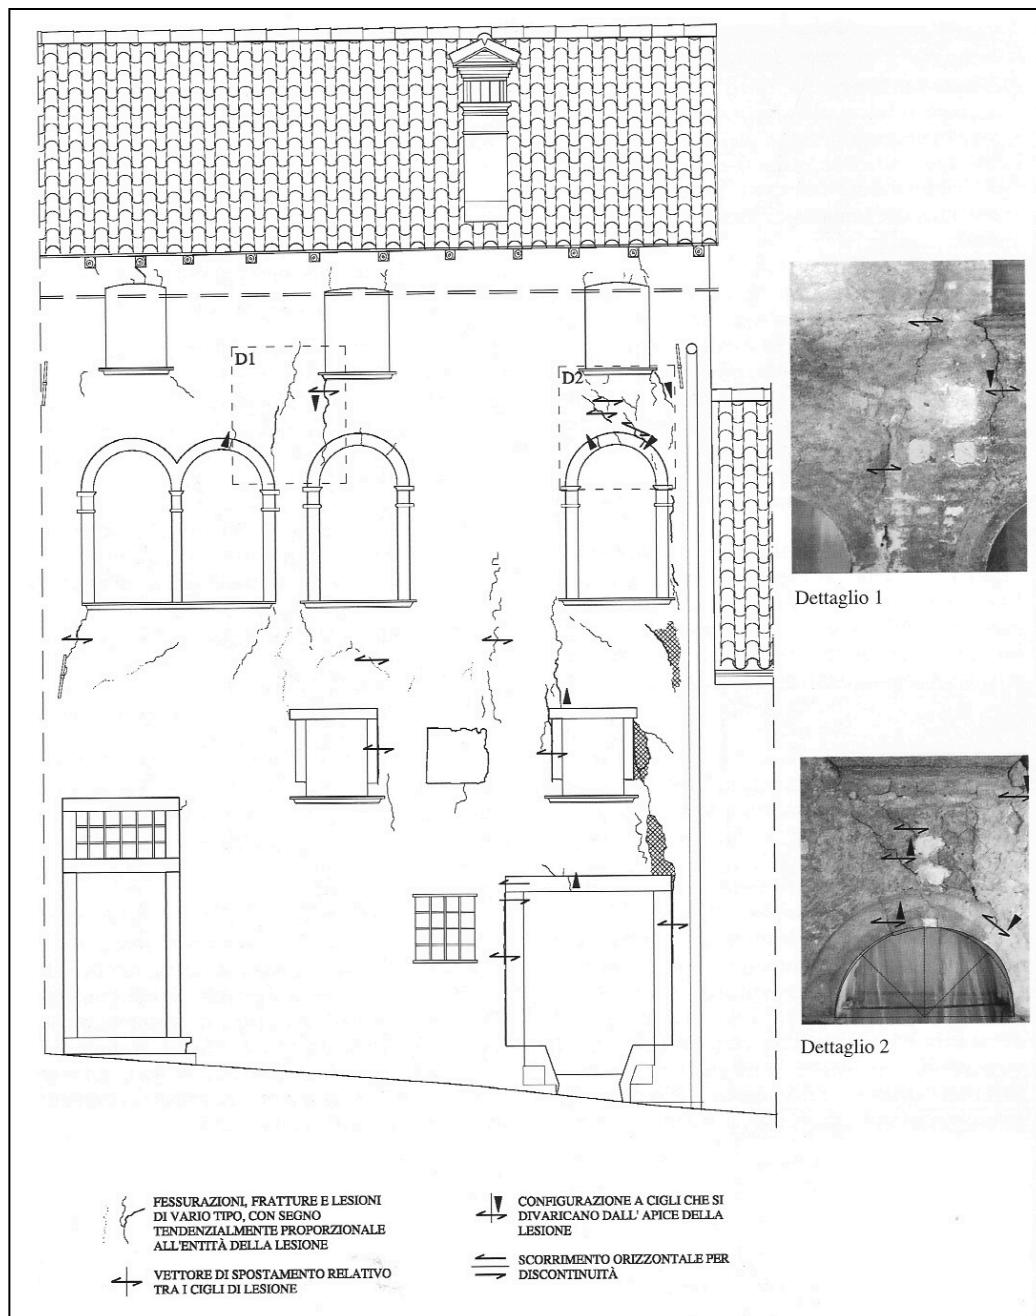 D1
D2
Dettaglio 1
Dettaglio 2
FESSURAZIONI, FRATTURE E LESIONI
DI VARIO TIPO, CON SEGNO
TENDENZIALMENTE PROPORZIONALE
ALL'ENTITÀ DELLA LESIONE
VETTORE DI SPOSTAMENTO RELATIVO
TRA I CIGLI DI LESIONE
CONFIGURAZIONE A CIGLI CHE SI
DIVARICANO DALL' APICE DELLA
LESIONE
SCORRIMENTO ORIZZONTALE PER
DISCONTINUITÀ